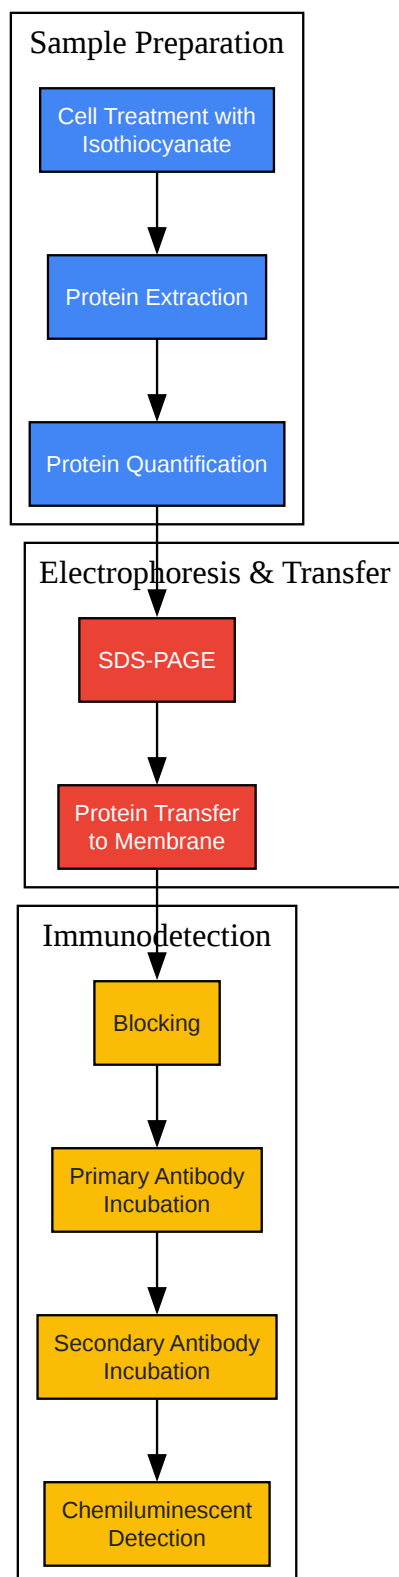 Sample Preparation
Cell Treatment with
Isothiocyanate
Protein Extraction
Protein Quantification
Electrophoresis & Transfer
SDS-PAGE
Protein Transfer
to Membrane
Immunodetection
Blocking
Primary Antibody
Incubation
Secondary Antibody
Incubation
Chemiluminescent
Detection